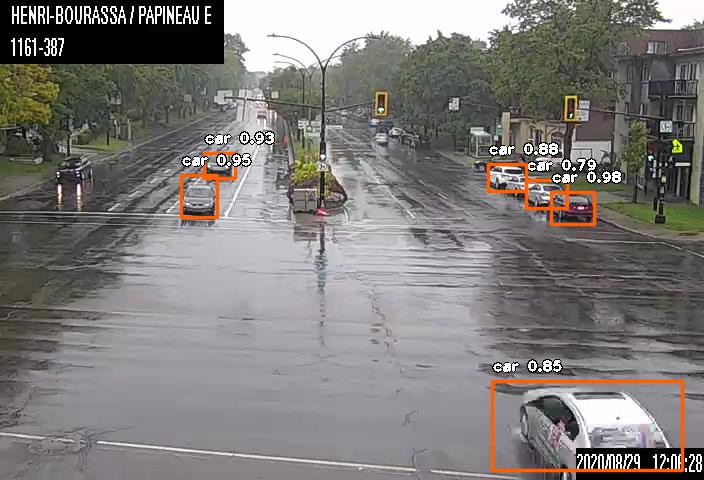 HENRI-BOURASSA / PAPINEAU E
1161-387
car 0.93
car 0.95
car 0.88
car 0.79
car 0.98
car 0.85
2020/08/29 12:06:28